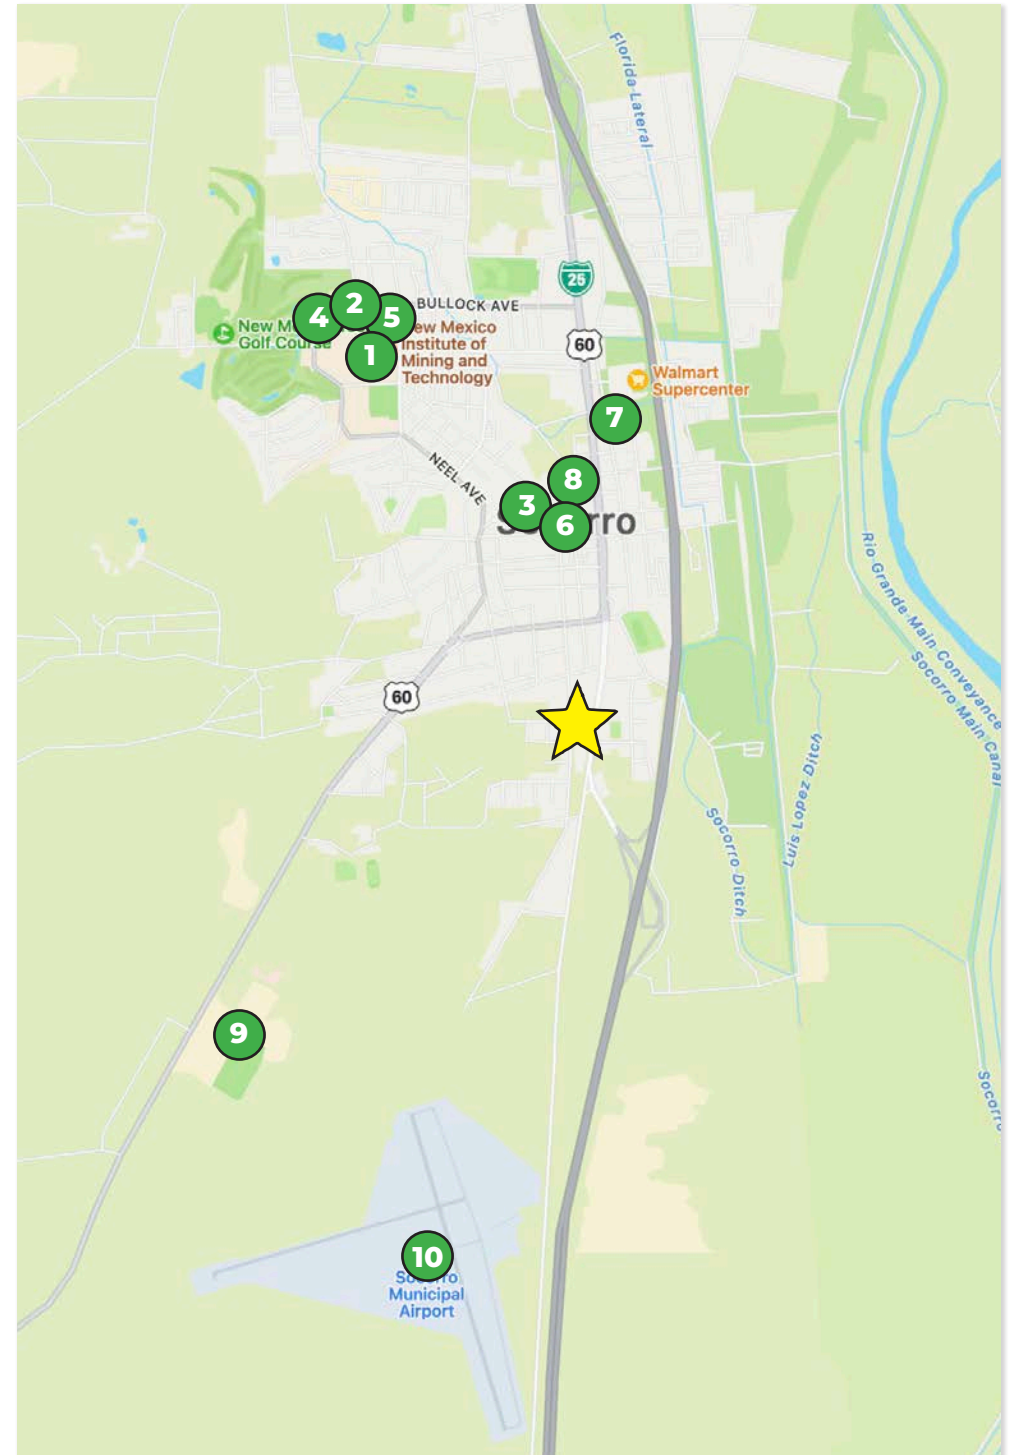 Florida Lateral
25
BULLOCK AVE
4
2
5
1
New M
Golf Course
ew Mexico
Institute of
Mining and
Technology
60
Walmart
Supercenter
7
NEEL AVE
8
3
6
S
rro
Rio Grande Main Conveyance
Socorro Main Canal
60
Luis Lopez Ditch
Socorro Ditch
9
Socorro
10
Socorro
Municipal
Airport